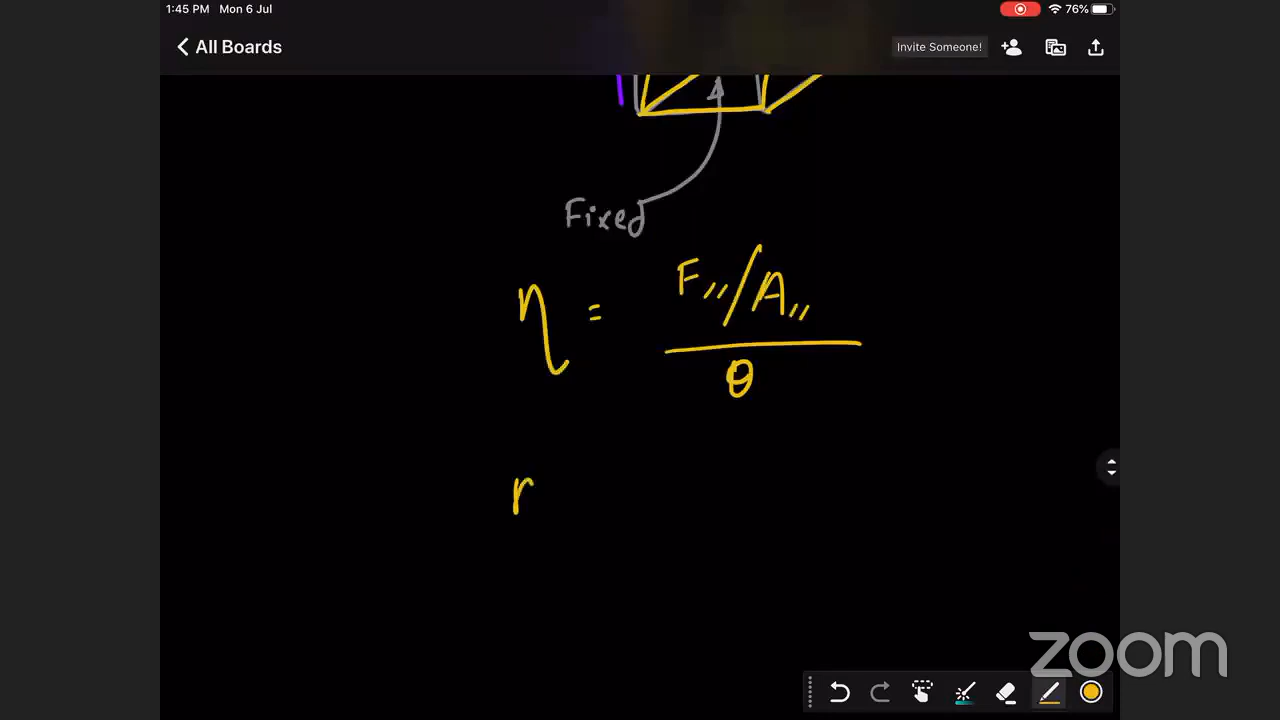 1:45 PM Mon 6 Jul
76%
All Boards
Invite Someone!
Fixed
η = F// / A//
θ
r
zoom